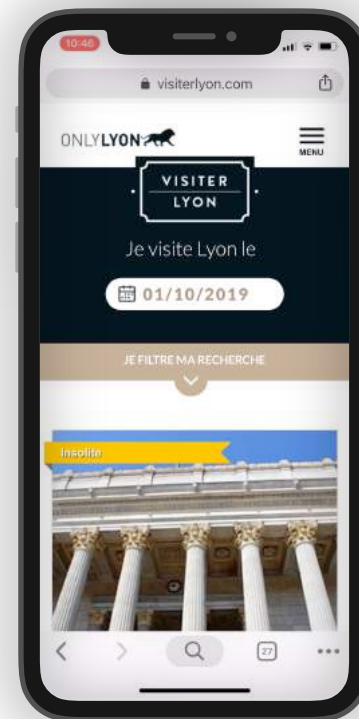 10:46
visiterlyon.com
ONLYLYON
MENU
VISITER
LYON
Je visite Lyon le
01/10/2019
JE FILTRE MA RECHERCHE
Insolite
27